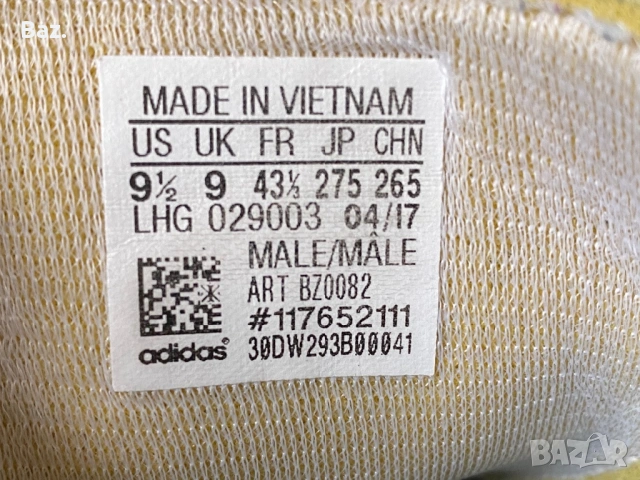 Baz.
MADE IN VIETNAM
US UK FR JP CHN
9½ 9 43⅓ 275 265
LHG 029003 04/17
MALE/MÂLE
ART BZ0082
#117652111
adidas® 30DW293B00041
BAZAR.bg